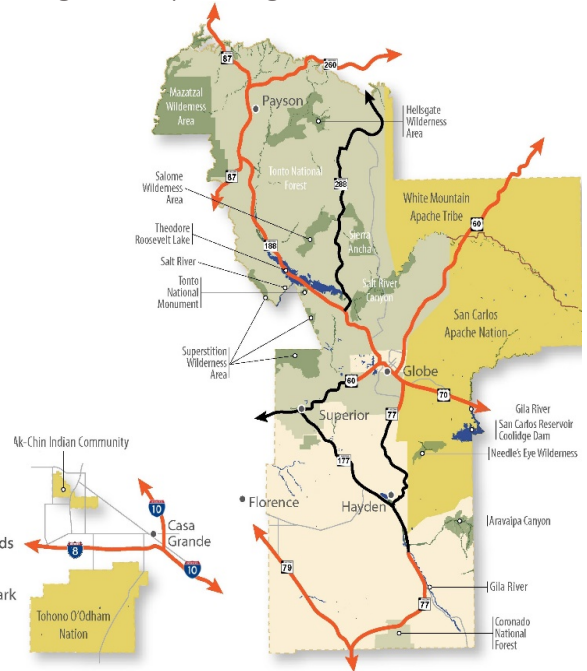 87
260
Mazatzal
Wilderness
Area
Payson
Hellsgate
Wilderness
Area
Salome
Wilderness
Area
87
Tonto National
Forest
288
White Mountain
Apache Tribe
60
Theodore
Roosevelt Lake
188
Sierra
Ancha
Salt River
Salt River
Canyon
Tonto
National
Monument
San Carlos
Apache Nation
Superstition
Wilderness
Area
60
Globe
70
77
Gila River
Superior
San Carlos Reservoir
Coolidge Dam
Needle's Eye Wilderness
177
Ak-Chin Indian Community
10
Florence
Hayden
Casa
Grande
Aravaipa Canyon
8
10
79
77
Gila River
Tohono O'Odham
Nation
Coronado
National
Forest